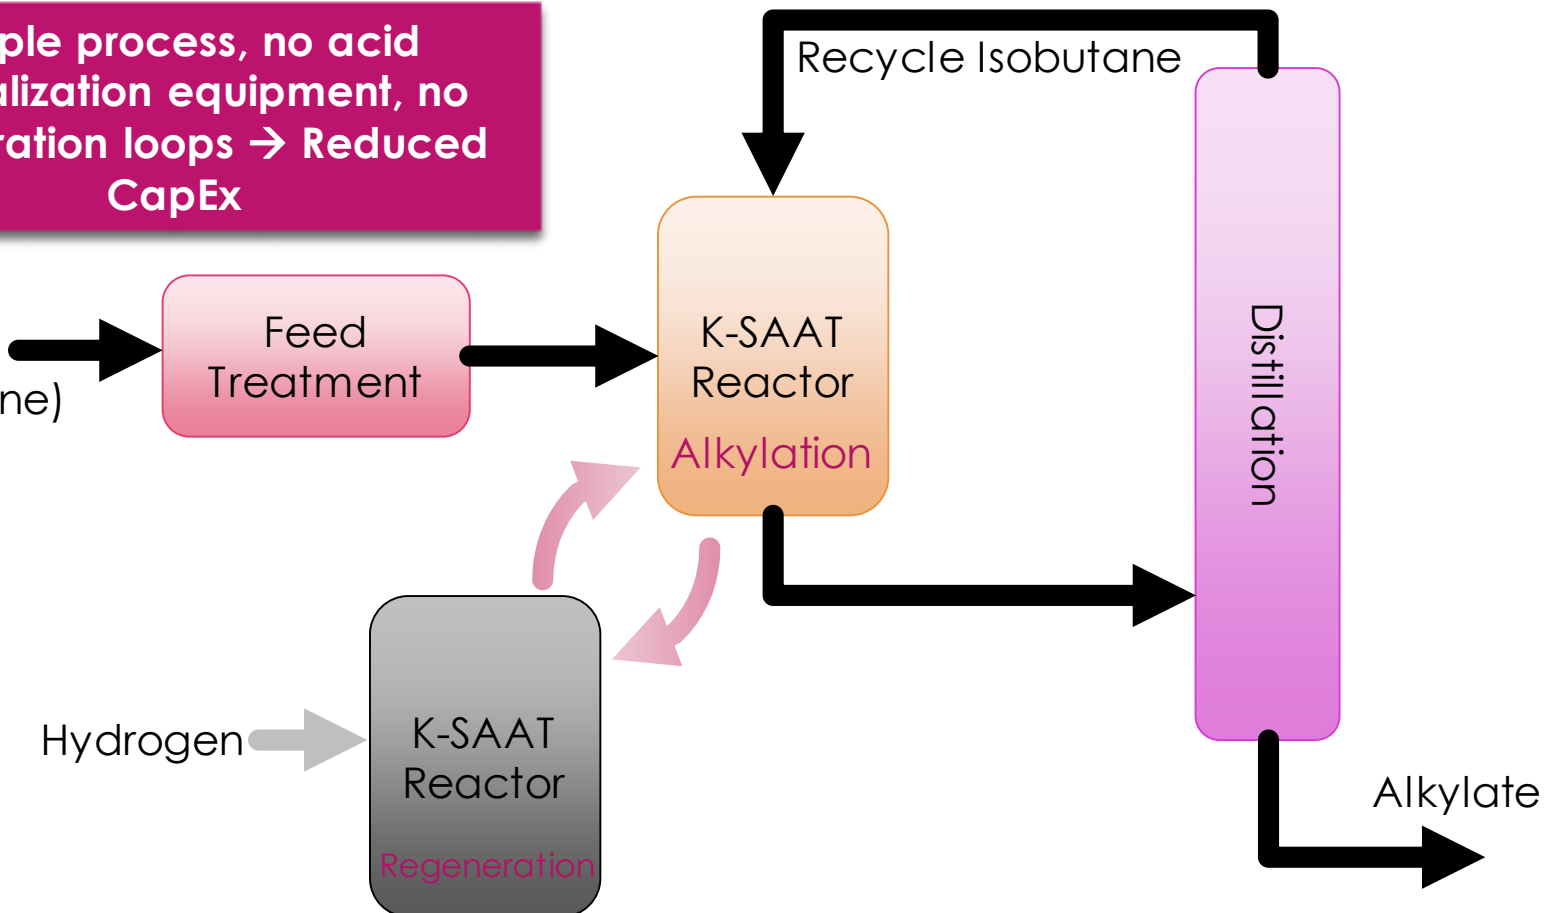 ple process, no acid
alization equipment, no
ration loops → Reduced
CapEx
Recycle Isobutane
Feed
Treatment
ne)
K-SAAT
Reactor
Alkylation
Distillation
Hydrogen
K-SAAT
Reactor
Regeneration
Alkylate